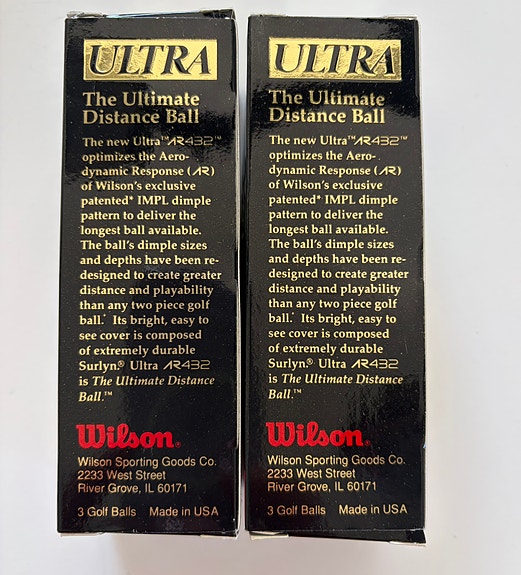 ULTRA
The Ultimate
Distance Ball
The new Ultra™ AR432™
optimizes the Aero-
dynamic Response (AR)
of Wilson's exclusive
patented* IMPL dimple
pattern to deliver the
longest ball available.
The ball's dimple sizes
and depths have been re-
designed to create greater
distance and playability
than any two piece golf
ball.* Its bright, easy to
see cover is composed
of extremely durable
Surlyn.® Ultra AR432
is The Ultimate Distance
Ball.™
Wilson®
Wilson Sporting Goods Co.
2233 West Street
River Grove, IL 60171
3 Golf Balls Made in USA
ULTRA
The Ultimate
Distance Ball
The new Ultra™ AR432™
optimizes the Aero-
dynamic Response (AR)
of Wilson's exclusive
patented* IMPL dimple
pattern to deliver the
longest ball available.
The ball's dimple sizes
and depths have been re-
designed to create greater
distance and playability
than any two piece golf
ball.* Its bright, easy to
see cover is composed
of extremely durable
Surlyn.® Ultra AR432
is The Ultimate Distance
Ball.™
Wilson®
Wilson Sporting Goods Co.
2233 West Street
River Grove, IL 60171
3 Golf Balls Made in USA